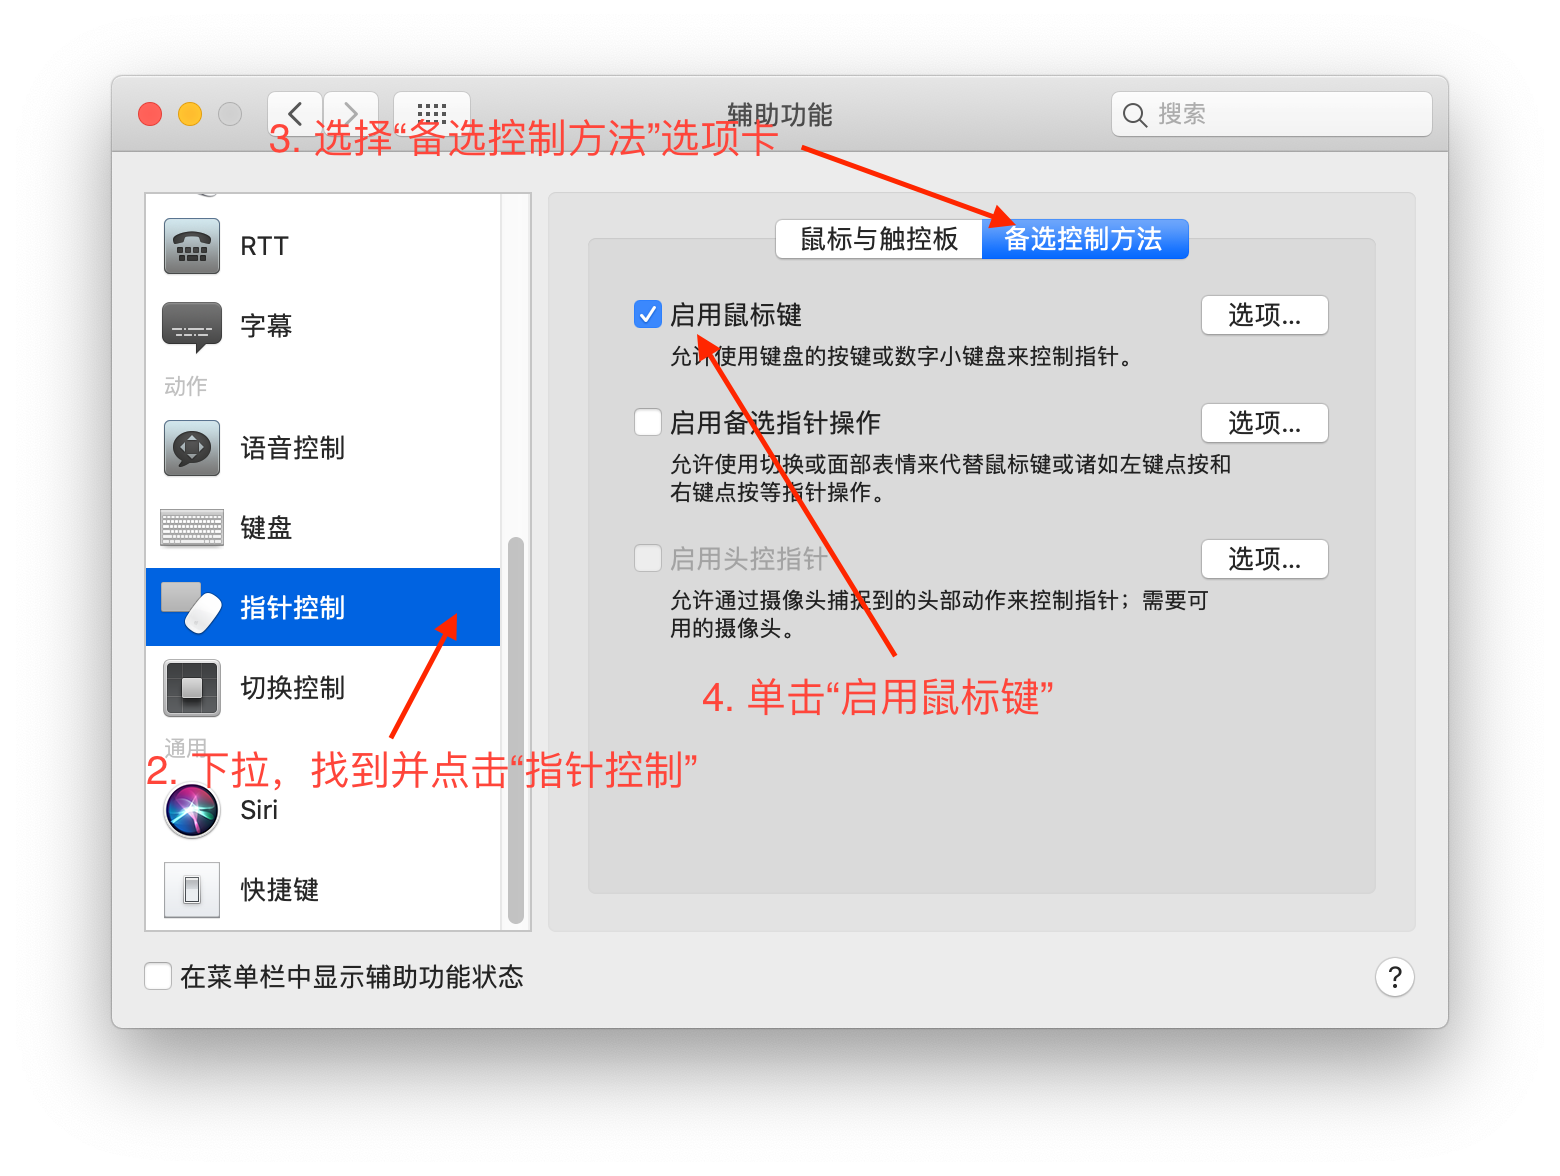 辅助功能
搜索
3. 选择“备选控制方法”选项卡
RTT
字幕
动作
语音控制
键盘
指针控制
切换控制
通用
2. 下拉，找到并点击“指针控制”
Siri
快捷键
鼠标与触控板
备选控制方法
启用鼠标键
选项...
允许使用键盘的按键或数字小键盘来控制指针。
启用备选指针操作
选项...
允许使用切换或面部表情来代替鼠标键或诸如左键点按和
右键点按等指针操作。
启用头控指针
选项...
允许通过摄像头捕捉到的头部动作来控制指针；需要可
用的摄像头。
4. 单击“启用鼠标键”
在菜单栏中显示辅助功能状态
?